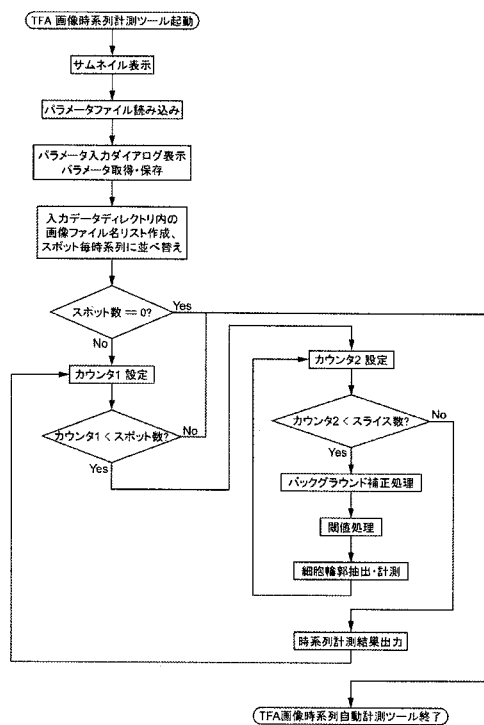 TFA 画像時系列計測ツール起動
サムネイル表示
パラメータファイル読み込み
パラメータ入力ダイアログ表示
パラメータ取得・保存
入力データディレクトリ内の
画像ファイル名リスト作成、
スポット毎時系列に並べ替え
スポット数 == 0?
Yes
No
カウンタ1 設定
カウンタ1 < スポット数?
No
Yes
カウンタ2 設定
カウンタ2 < スライス数?
No
Yes
バックグラウンド補正処理
閾値処理
細胞輪郭抽出・計測
時系列計測結果出力
TFA画像時系列自動計測ツール終了